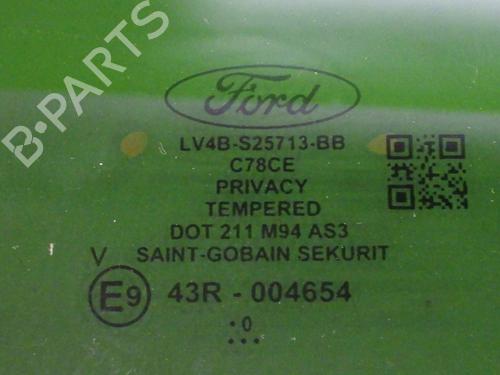 B-PARTS
Ford
LV4B-S25713-BB
C78CE
PRIVACY
TEMPERED
DOT 211 M94 AS3
V SAINT-GOBAIN SEKURIT
E9 43R - 004654
..0